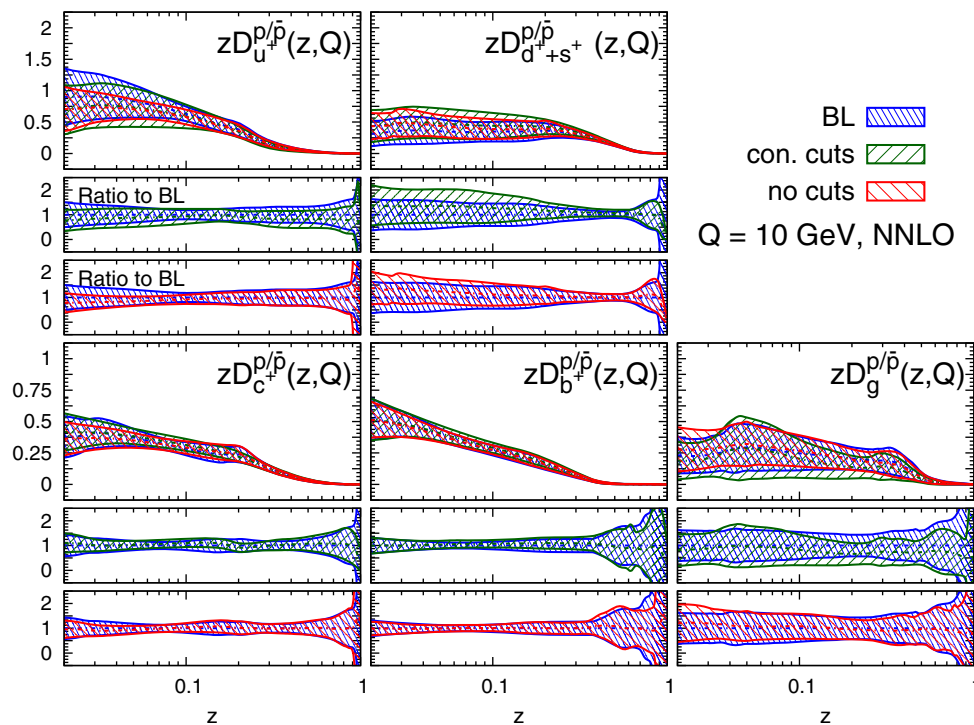 zD_{u^+}^{p/p̄}(z,Q)
zD_{d^++s^+}^{p/p̄} (z,Q)
2
1.5
1
0.5
0
BL
con. cuts
no cuts
Q = 10 GeV, NNLO
Ratio to BL
2
1
0
Ratio to BL
2
1
0
zD_{c^+}^{p/p̄}(z,Q)
zD_{b^+}^{p/p̄}(z,Q)
zD_g^{p/p̄}(z,Q)
1
0.75
0.5
0.25
0
2
1
0
2
1
0
0.1
1
0.1
1
0.1
1
z
z
z